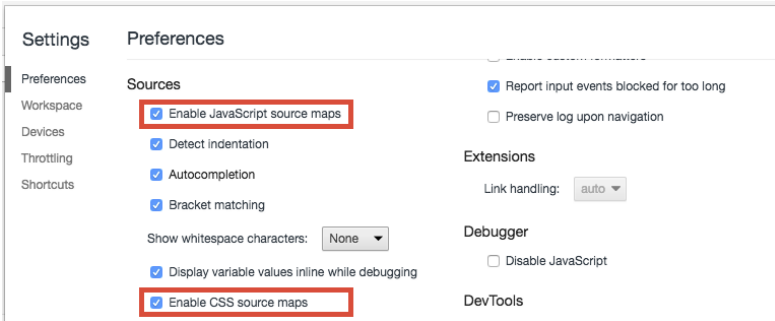 Settings
Preferences
Workspace
Devices
Throttling
Shortcuts
Preferences
Sources
Enable JavaScript source maps
Detect indentation
Autocompletion
Bracket matching
Show whitespace characters: None
Display variable values inline while debugging
Enable CSS source maps
Report input events blocked for too long
Preserve log upon navigation
Extensions
Link handling: auto
Debugger
Disable JavaScript
DevTools